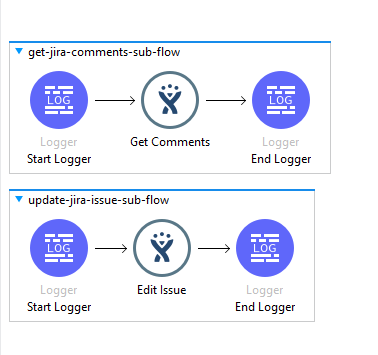 get-jira-comments-sub-flow
LOG
LOG
Logger
Logger
Start Logger
Get Comments
End Logger
update-jira-issue-sub-flow
LOG
LOG
Logger
Logger
Start Logger
Edit Issue
End Logger